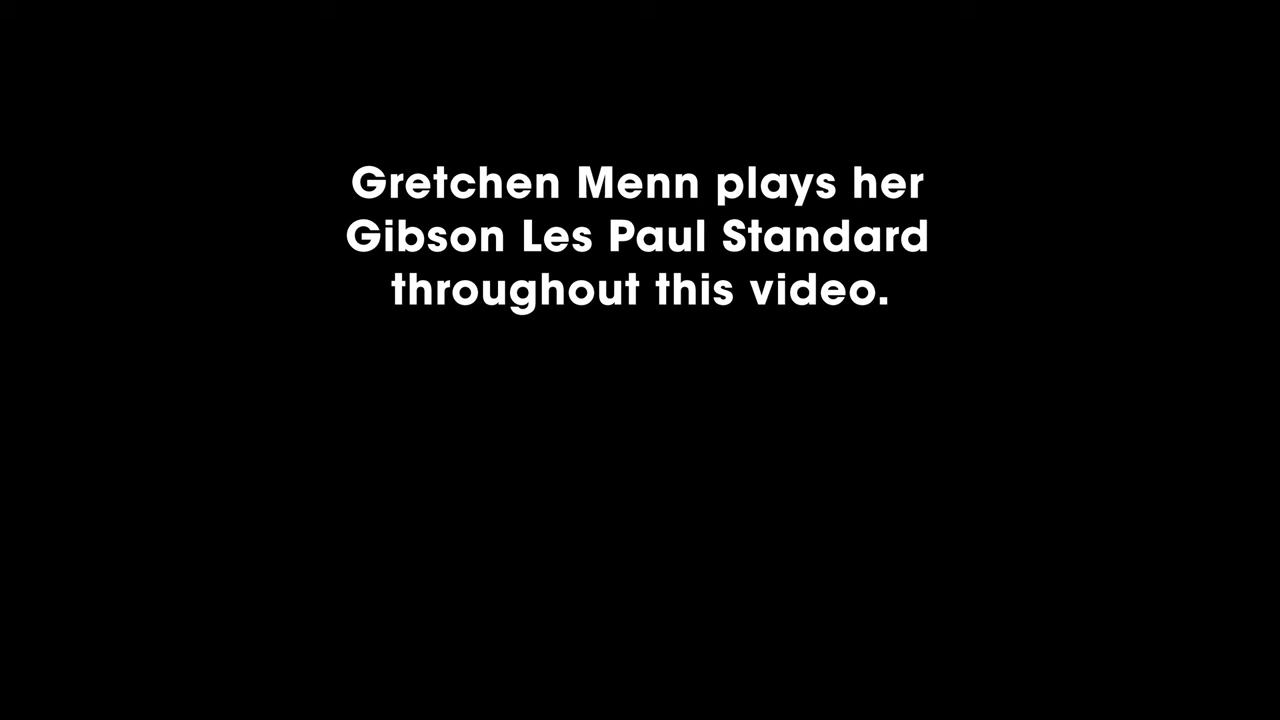 Gretchen Menn plays her
Gibson Les Paul Standard
throughout this video.